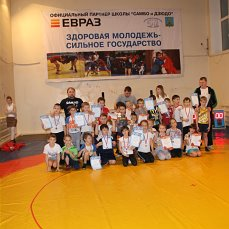 ОФИЦИАЛЬНЫЙ ПАРТНЕР ШКОЛЫ "САМБО и ДЗЮДО"
ЕВРАЗ
ЗДОРОВАЯ МОЛОДЕЖЬ-
СИЛЬНОЕ ГОСУДАРСТВО